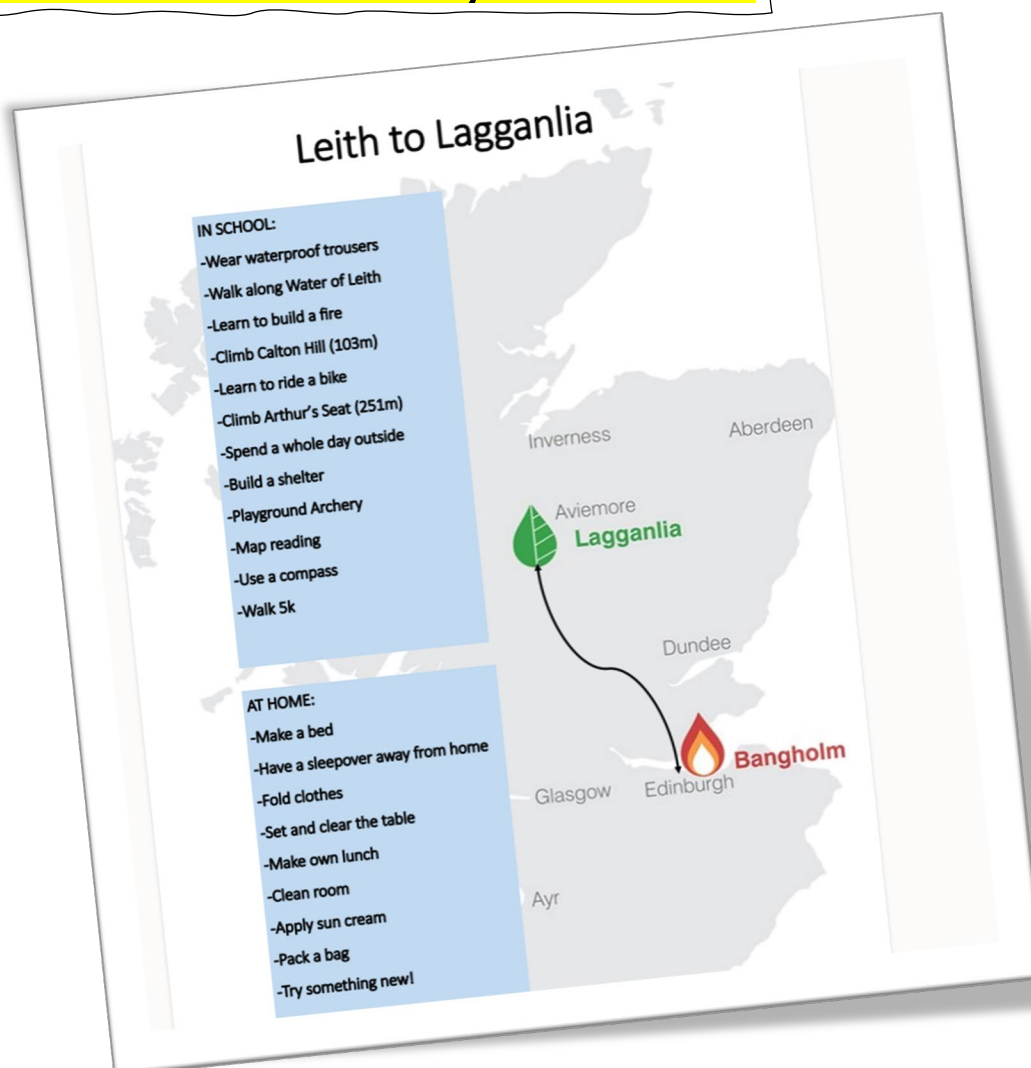 Leith to Lagganlia
IN SCHOOL:
-Wear waterproof trousers
-Walk along Water of Leith
-Learn to build a fire
-Climb Calton Hill (103m)
-Learn to ride a bike
-Climb Arthur's Seat (251m)
-Spend a whole day outside
-Build a shelter
-Playground Archery
-Map reading
-Use a compass
-Walk 5k
AT HOME:
-Make a bed
-Have a sleepover away from home
-Fold clothes
-Set and clear the table
-Make own lunch
-Clean room
-Apply sun cream
-Pack a bag
-Try something new!
Inverness
Aberdeen
Aviemore
Lagganlia
Dundee
Bangholm
Glasgow
Edinburgh
Ayr